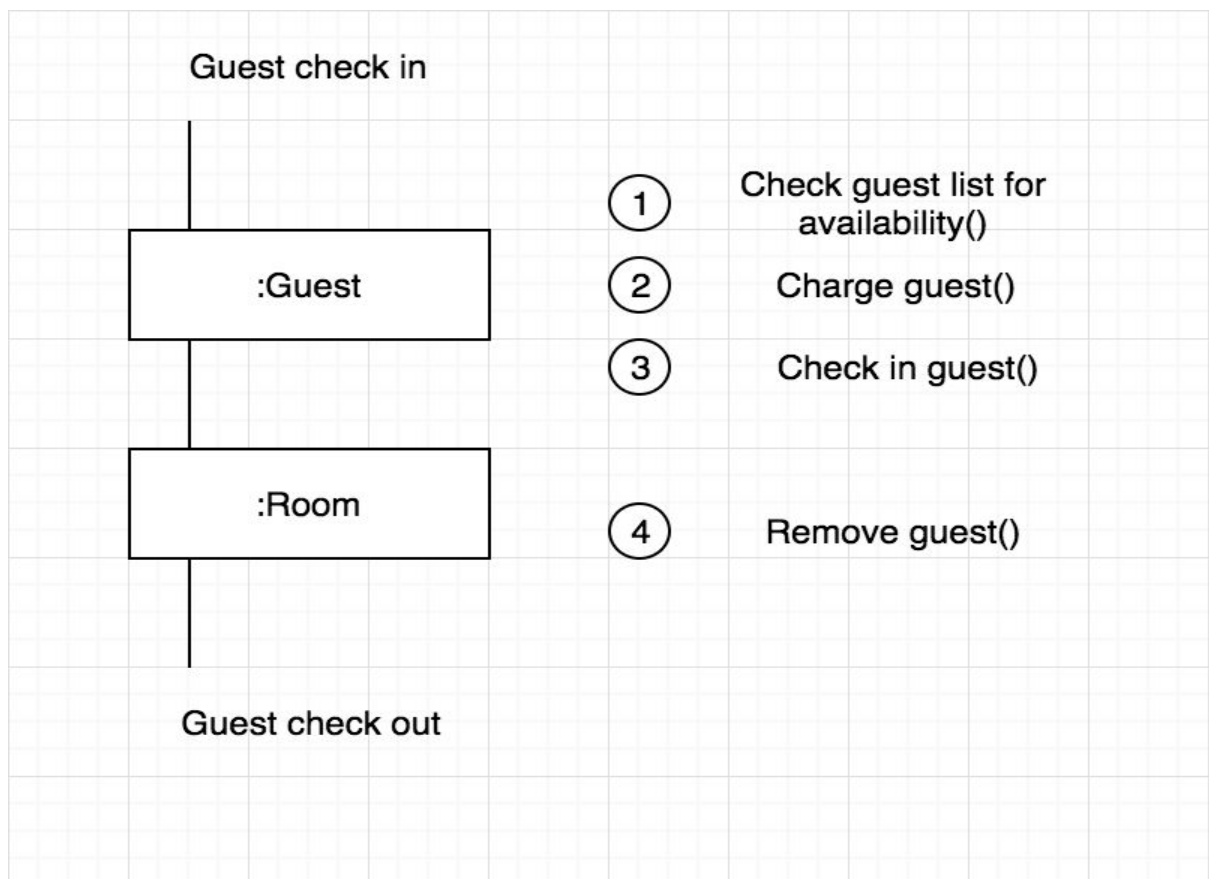 Guest check in
1
Check guest list for
availability()
:Guest
2
Charge guest()
3
Check in guest()
:Room
4
Remove guest()
Guest check out